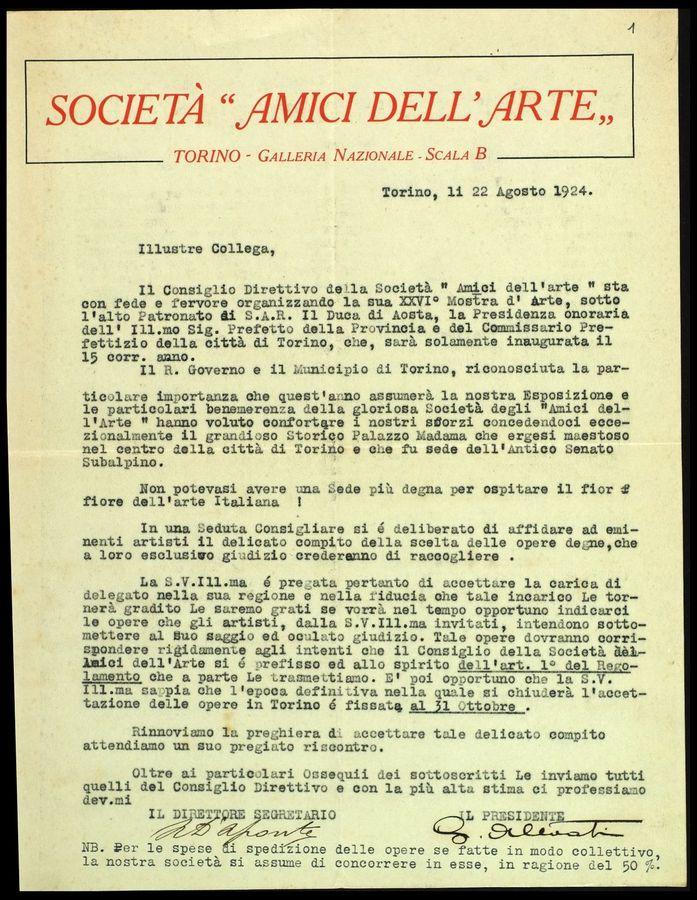 1
SOCIETÀ “AMICI DELL'ARTE„
TORINO - GALLERIA NAZIONALE - SCALA B
Torino, li 22 Agosto 1924.
Illustre Collega,
Il Consiglio Direttivo della Società " Amici dell'arte " sta
con fede e fervore organizzando la sua XXVI° Mostra d' Arte, sotto
l'alto Patronato di S.A.R. Il Duca di Aosta, la Presidenza onoraria
dell' Ill.mo Sig. Prefetto della Provincia e del Commissario Pre-
fettizio della città di Torino, che, sarà solamente inaugurata il
15 corr. anno.
Il R. Governo e il Municipio di Torino, riconosciuta la par-
ticolare importanza che quest'anno assumerà la nostra Esposizione e
le particolari benemerenza della gloriosa Società degli "Amici del-
l'Arte " hanno voluto confortare i nostri sforzi concedendoci ecce-
zionalmente il grandioso Storico Palazzo Madama che ergesi maestoso
nel centro della città di Torino e che fu sede dell'Antico Senato
Subalpino.
Non potevasi avere una Sede più degna per ospitare il fior f
fiore dell'arte Italiana !
In una Seduta Consigliare si é deliberato di affidare ad emi-
nenti artisti il delicato compito della scelta delle opere degne,che
a loro esclusivo giudizio crederanno di raccogliere .
La S.V.Ill.ma é pregata pertanto di accettare la carica di
delegato nella sua regione e nella fiducia che tale incarico Le tor-
nerà gradito Le saremo grati se vorrà nel tempo opportuno indicarci
le opere che gli artisti, dalla S.V.Ill.ma invitati, intendono sotto-
mettere al suo saggio ed oculato giudizio. Tale opere dovranno corri-
spondere rigidamente agli intenti che il Consiglio della Società del-
Amici dell'Arte si é prefisso ed allo spirito dell'art. 1° del Rego-
lamento che a parte Le trasmettiamo. E' poi opportuno che la S.V.
Ill.ma sappia che l'epoca definitiva nella quale si chiuderà l'accet-
tazione delle opere in Torino é fissata al 31 Ottobre .
Rinnoviamo la preghiera di accettare tale delicato compito
attendiamo un suo pregiato riscontro.
Oltre ai particolari Ossequii dei sottoscritti Le inviamo tutti
quelli del Consiglio Direttivo e con la più alta stima ci professiamo
dev.mi
IL DIRETTORE SEGRETARIO IL PRESIDENTE
D'Aponte
NB. Per le spese di spedizione delle opere se fatte in modo collettivo,
la nostra società si assume di concorrere in esse, in ragione del 50 %.